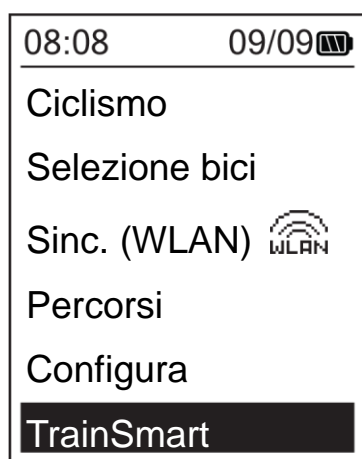 08:08 09/09
Ciclismo
Selezione bici
Sinc. (WLAN) WLAN
Percorsi
Configura
TrainSmart